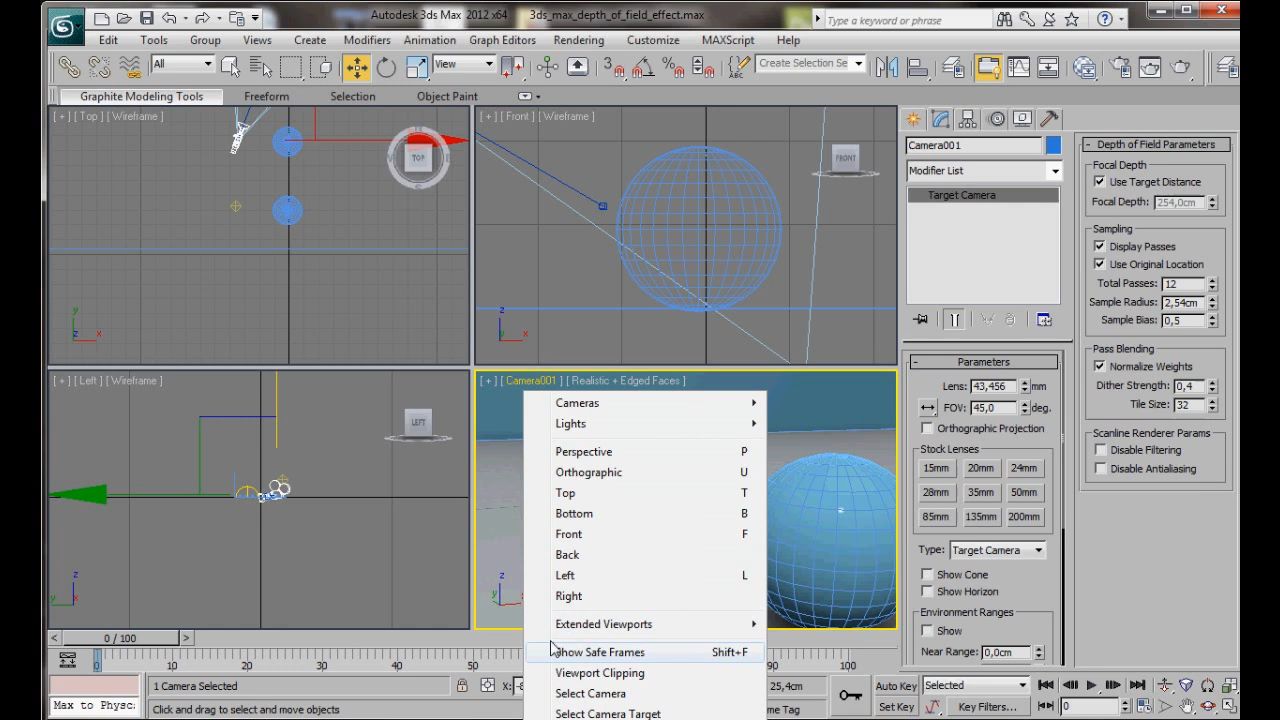 Autodesk 3ds Max 2012 x64    3ds_max_depth_of_field_effect.max    Type a keyword or phrase
Edit Tools Group Views Create Modifiers Animation Graph Editors Rendering Customize MAXScript Help
All View 3 Create Selection Se
Graphite Modeling Tools Freeform Selection Object Paint
[ + ] [ Top ] [ Wireframe ]
TOP
y
z x
[ + ] [ Front ] [ Wireframe ]
FRONT
z
y x
[ + ] [ Left ] [ Wireframe ]
LEFT
z
y x
[ + ] [ Camera001 ] [ Realistic + Edged Faces ]
z
Cameras
Lights
Perspective P
Orthographic U
Top T
Bottom B
Front F
Back
Left L
Right
Extended Viewports
Show Safe Frames Shift+F
Viewport Clipping
Select Camera
Select Camera Target
Camera001
Modifier List
Target Camera
- Parameters
Lens: 43,456 mm
FOV: 45,0 deg.
Orthographic Projection
Stock Lenses
15mm 20mm 24mm
28mm 35mm 50mm
85mm 135mm 200mm
Type: Target Camera
Show Cone
Show Horizon
Environment Ranges
Show
Near Range: 0,0cm
- Depth of Field Parameters
Focal Depth
Use Target Distance
Focal Depth: 254,0cm
Sampling
Display Passes
Use Original Location
Total Passes: 12
Sample Radius: 2,54cm
Sample Bias: 0,5
Pass Blending
Normalize Weights
Dither Strength: 0,4
Tile Size: 32
Scanline Renderer Params
Disable Filtering
Disable Antialiasing
< 0 / 100 >
0 10 20 30 40 50 100
1 Camera Selected X: 25,4cm Auto Key Selected
Max to Physc: Click and drag to select and move objects Tag Set Key Key Filters... 0